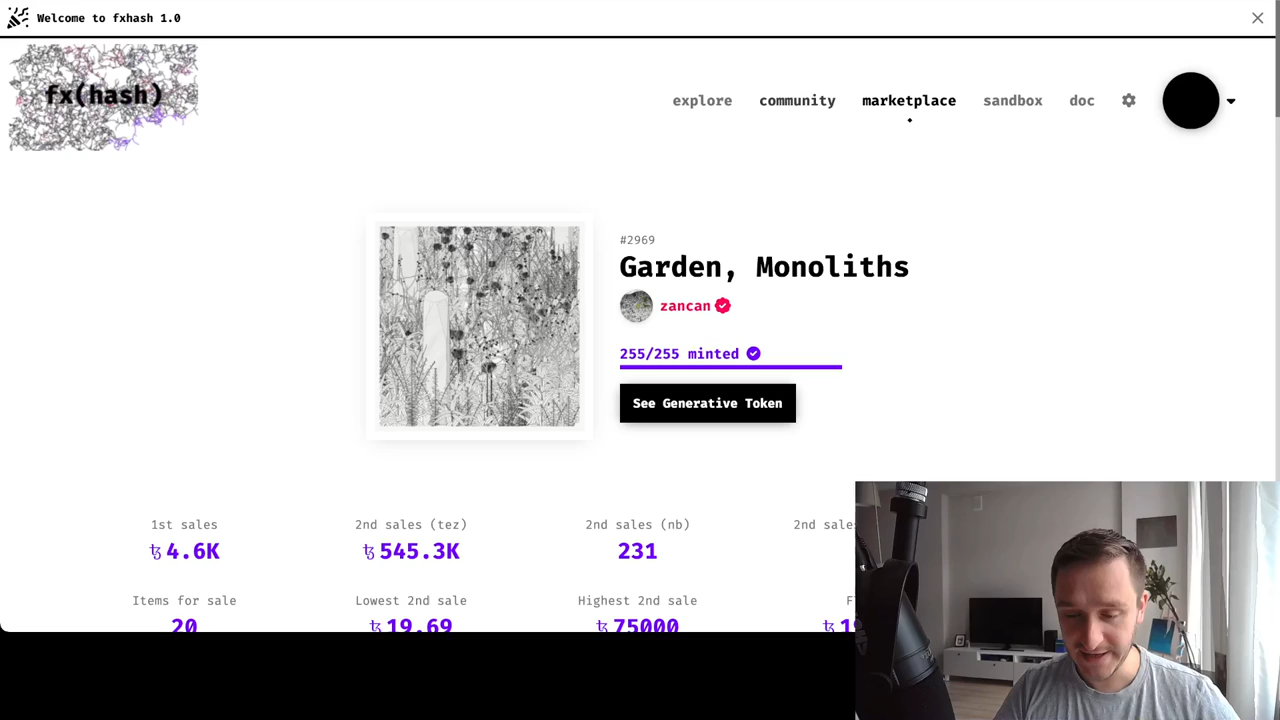 Welcome to fxhash 1.0
fx(hash)
explore community marketplace sandbox doc
#2969
Garden, Monoliths
zancan
255/255 minted
See Generative Token
1st sales 2nd sales (tez) 2nd sales (nb) 2nd sales
ꜩ 4.6K ꜩ 545.3K 231
Items for sale Lowest 2nd sale Highest 2nd sale
20 ꜩ 19.69 ꜩ 75000